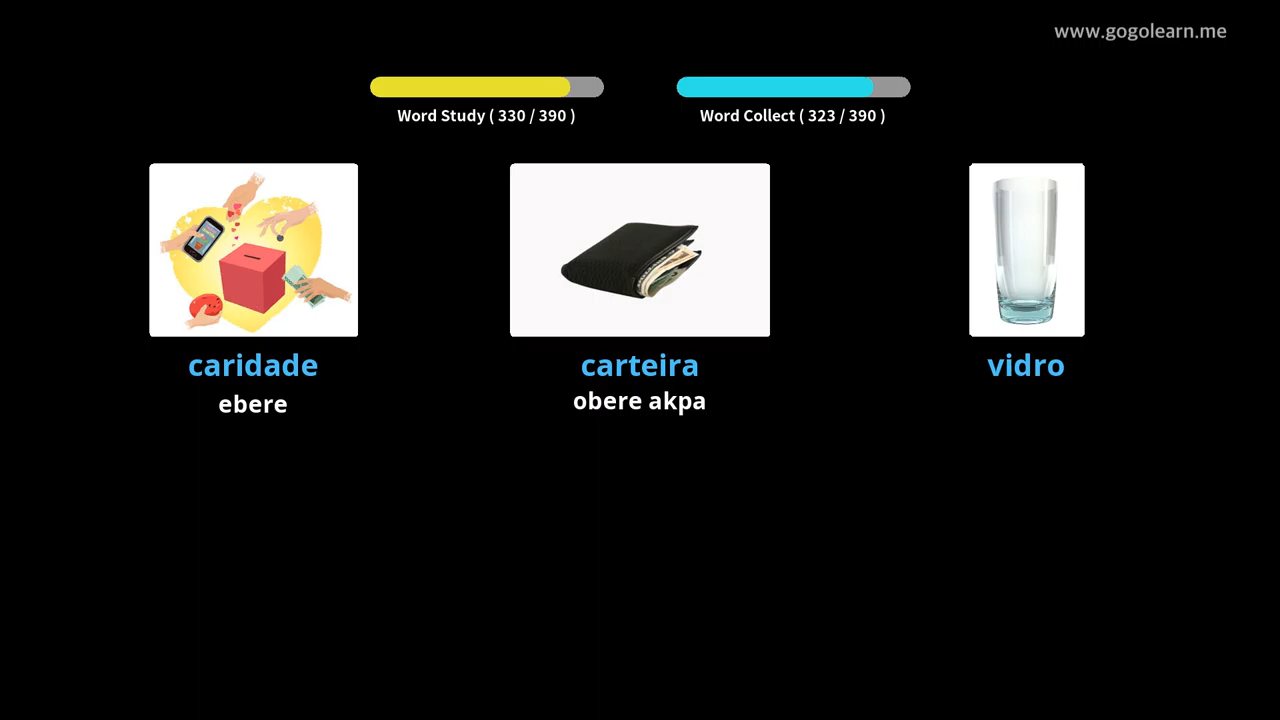 www.gogolearn.me
Word Study ( 330 / 390 )
Word Collect ( 323 / 390 )
caridade
ebere
carteira
obere akpa
vidro